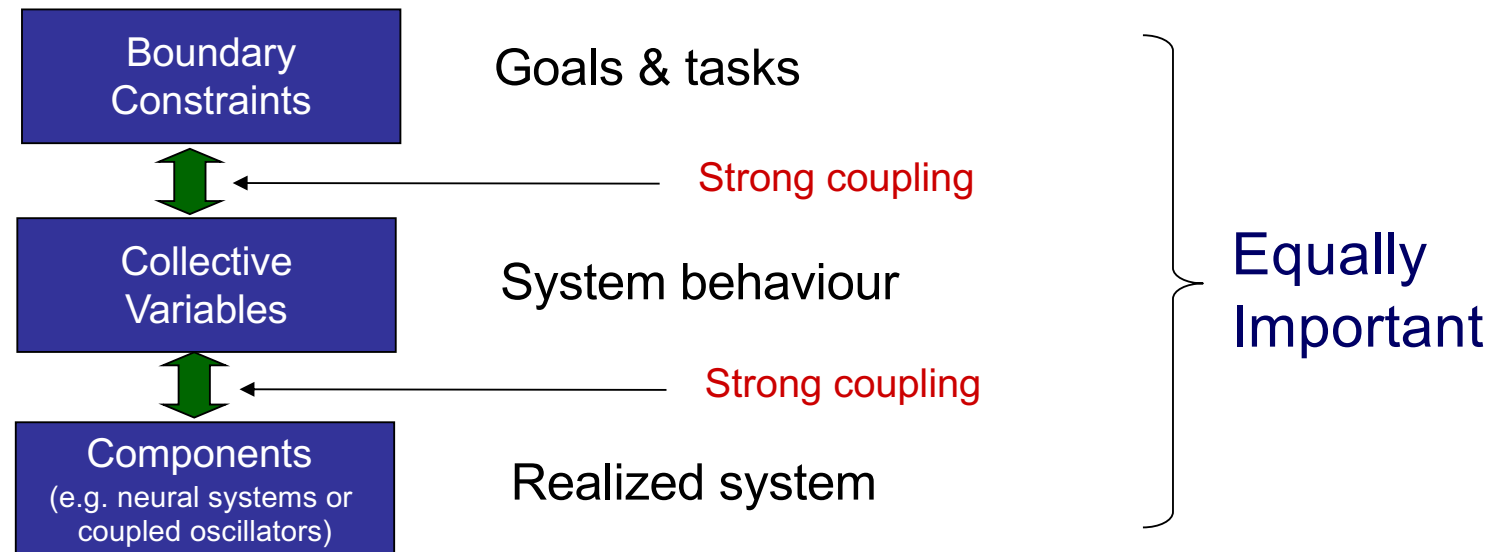 Boundary
Constraints
Goals & tasks
Strong coupling
Collective
Variables
System behaviour
Equally
Important
Strong coupling
Components
(e.g. neural systems or
coupled oscillators)
Realized system